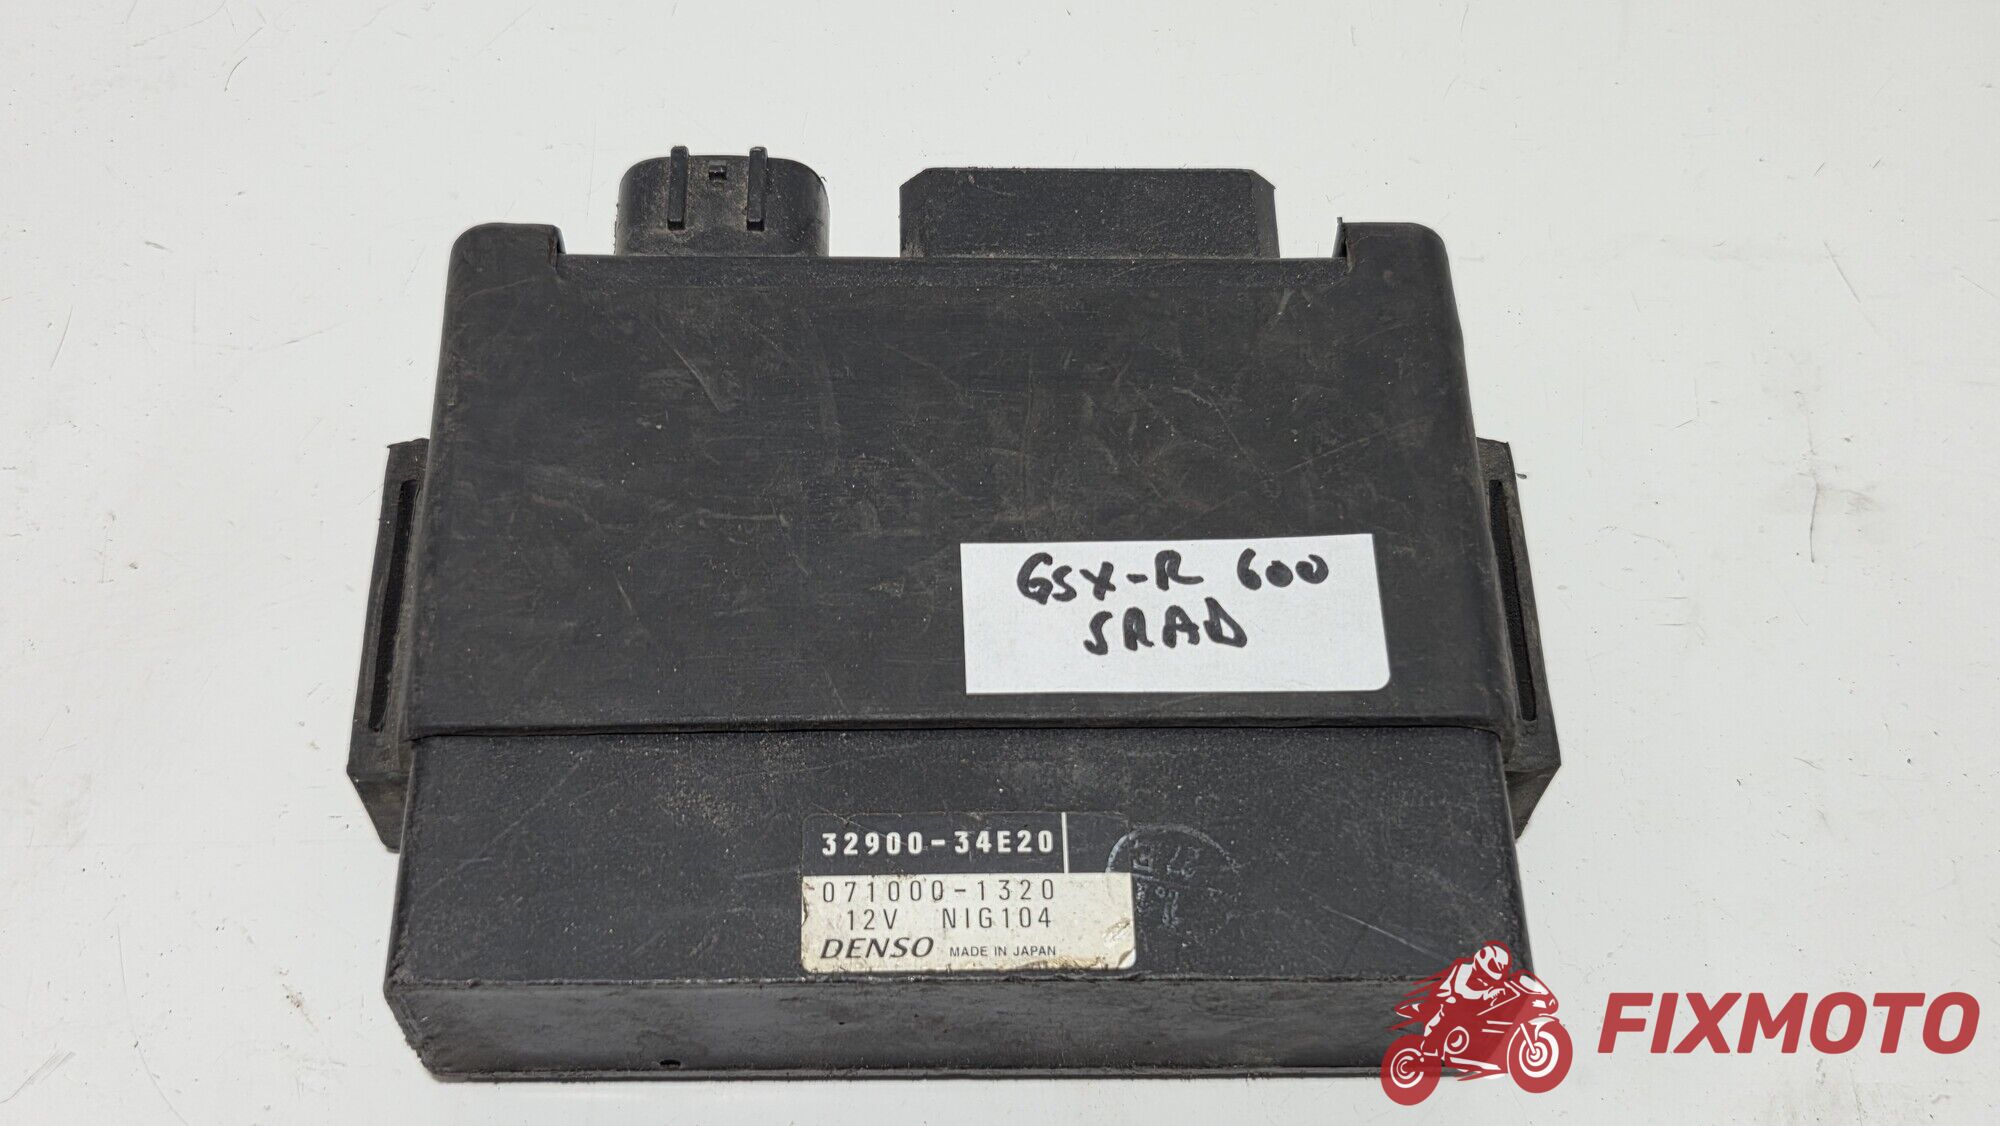 GSX-R 600
SRAD
32900-34E20
071000-1320
12V NIG104
DENSO MADE IN JAPAN
FIXMOTO